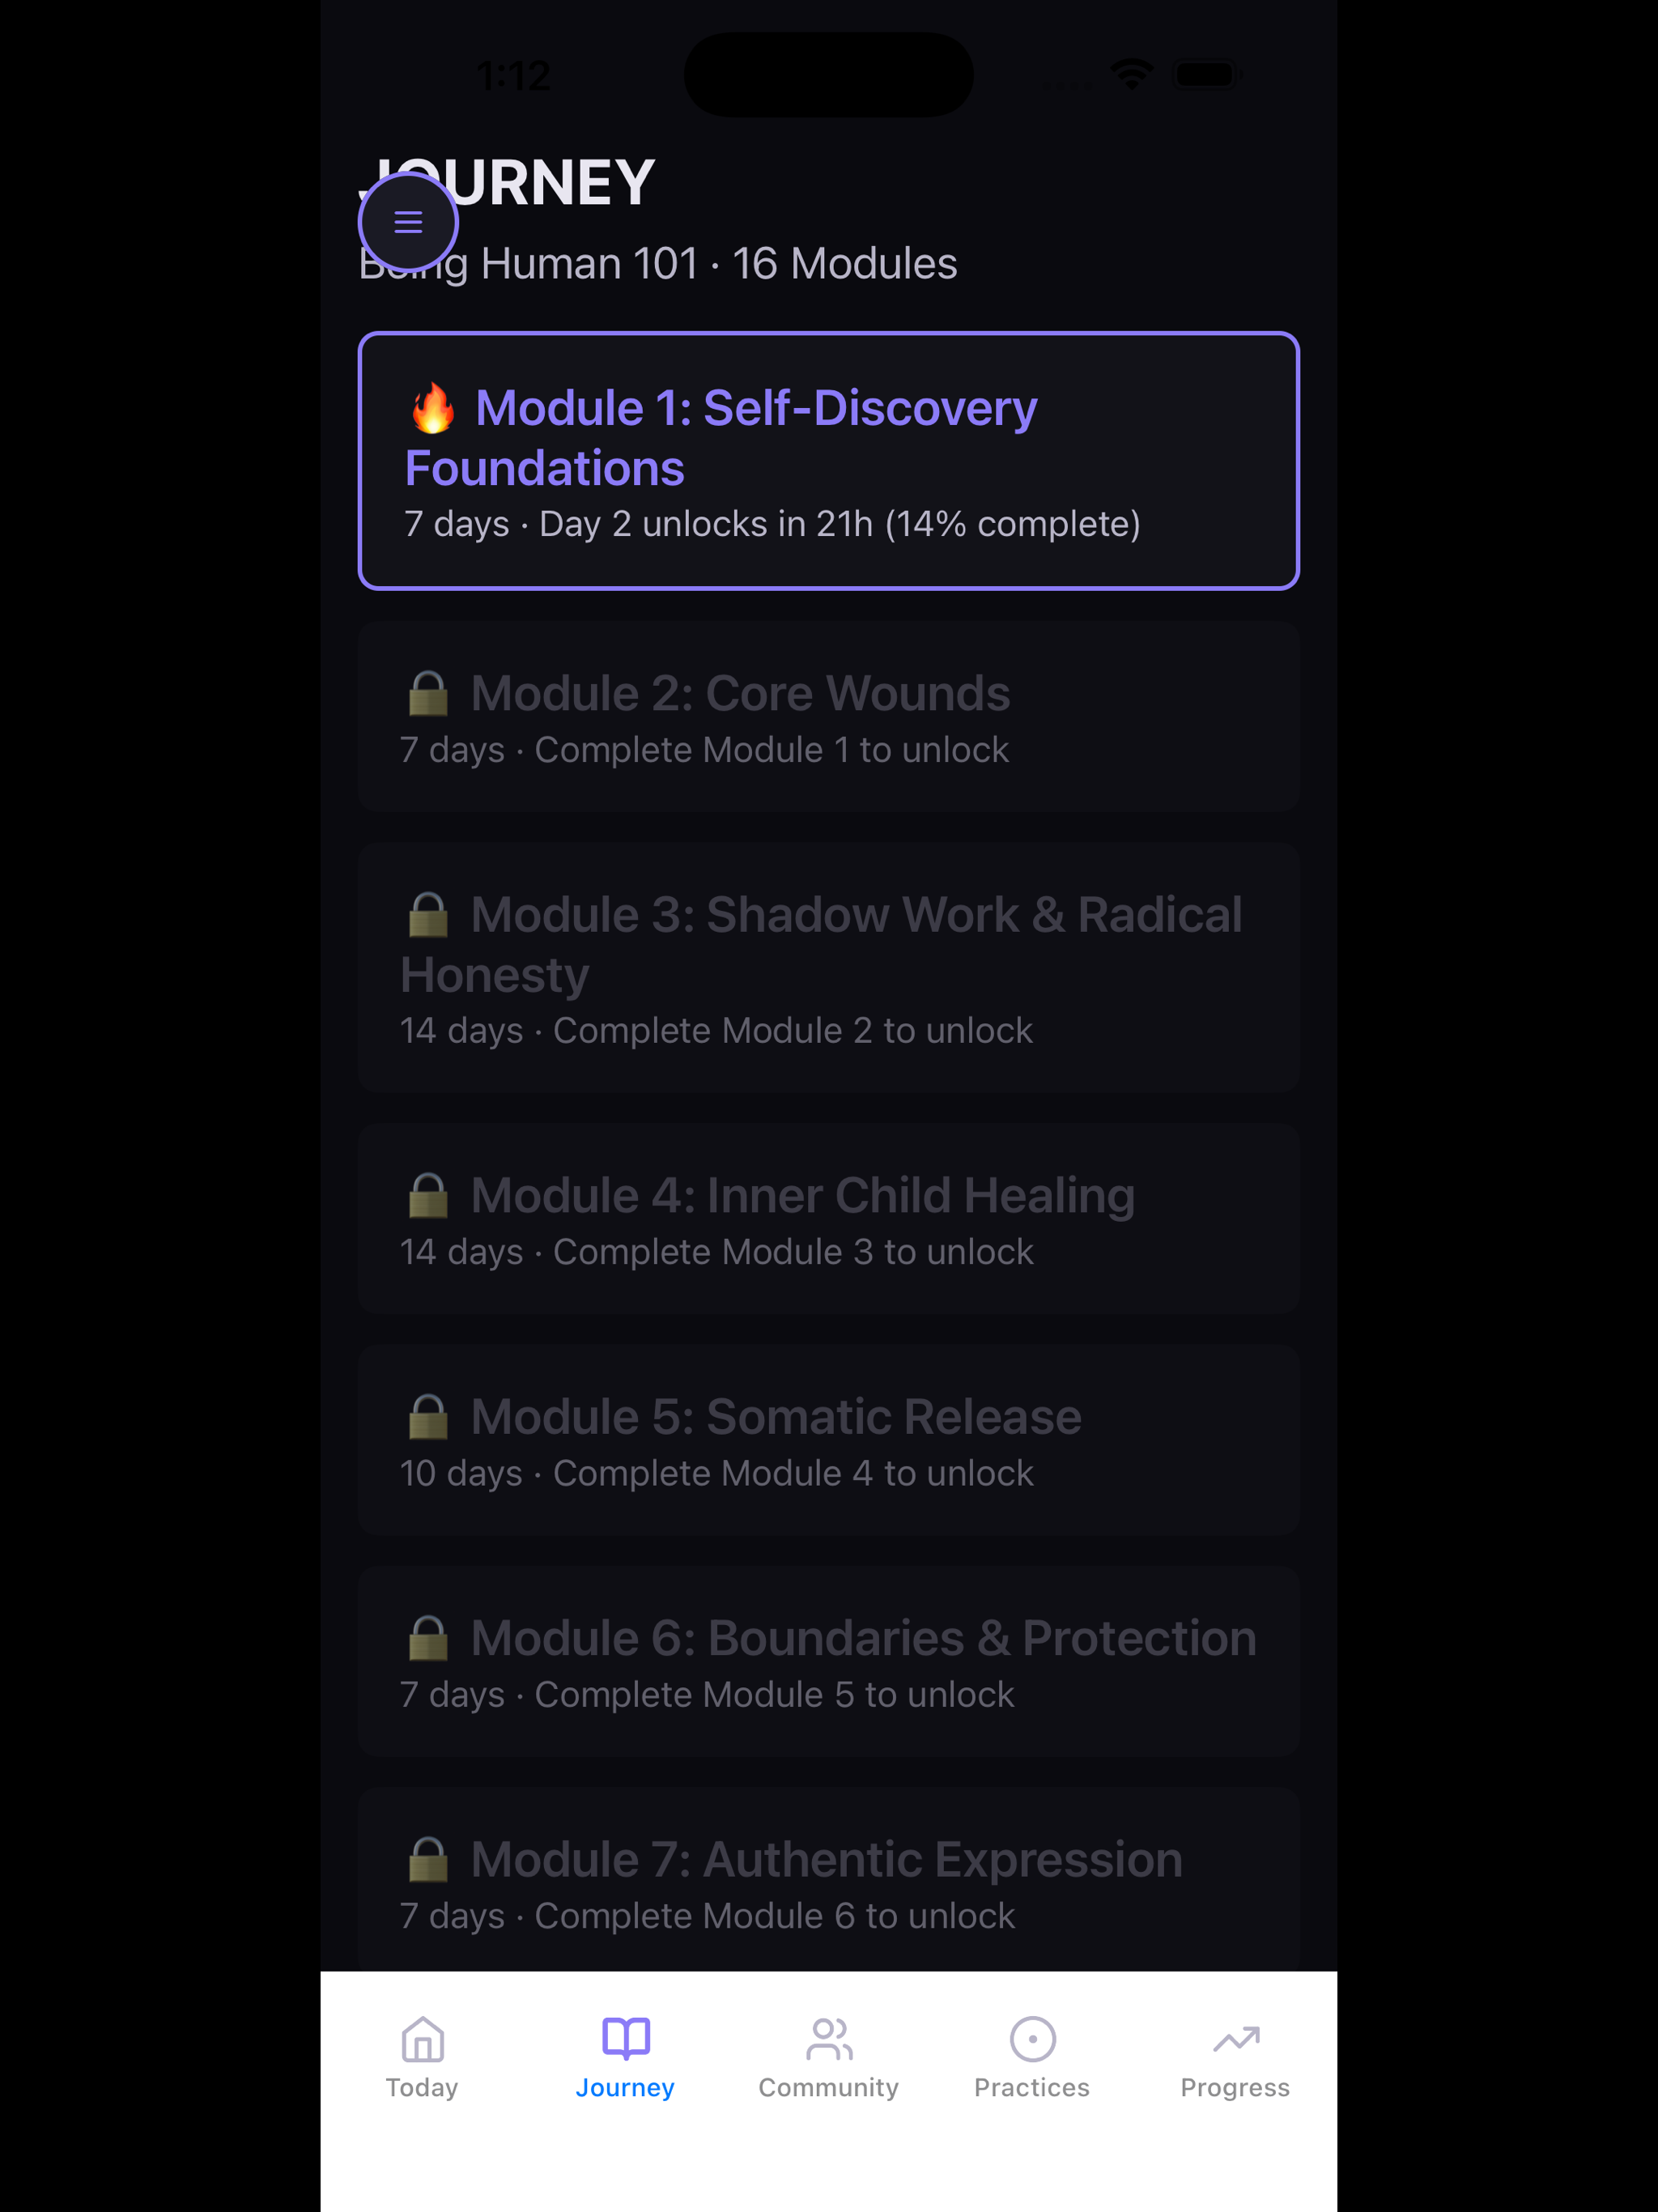 1:12
JOURNEY
Being Human 101 · 16 Modules
🔥 Module 1: Self-Discovery
Foundations
7 days · Day 2 unlocks in 21h (14% complete)
🔒 Module 2: Core Wounds
7 days · Complete Module 1 to unlock
🔒 Module 3: Shadow Work & Radical
Honesty
14 days · Complete Module 2 to unlock
🔒 Module 4: Inner Child Healing
14 days · Complete Module 3 to unlock
🔒 Module 5: Somatic Release
10 days · Complete Module 4 to unlock
🔒 Module 6: Boundaries & Protection
7 days · Complete Module 5 to unlock
🔒 Module 7: Authentic Expression
7 days · Complete Module 6 to unlock
Today
Journey
Community
Practices
Progress